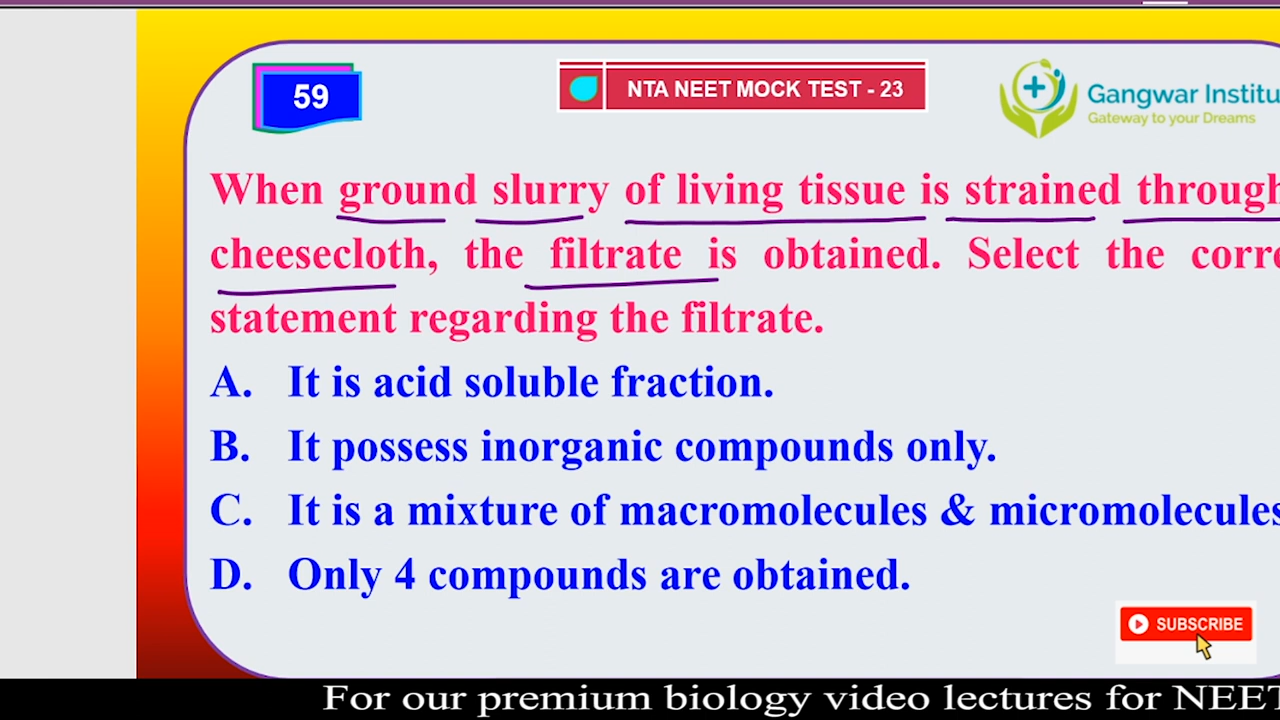 59
NTA NEET MOCK TEST - 23
Gangwar Institu
Gateway to your Dreams
When ground slurry of living tissue is strained through
cheesecloth, the filtrate is obtained. Select the corre
statement regarding the filtrate.
A. It is acid soluble fraction.
B. It possess inorganic compounds only.
C. It is a mixture of macromolecules & micromolecules
D. Only 4 compounds are obtained.
SUBSCRIBE
For our premium biology video lectures for NEET